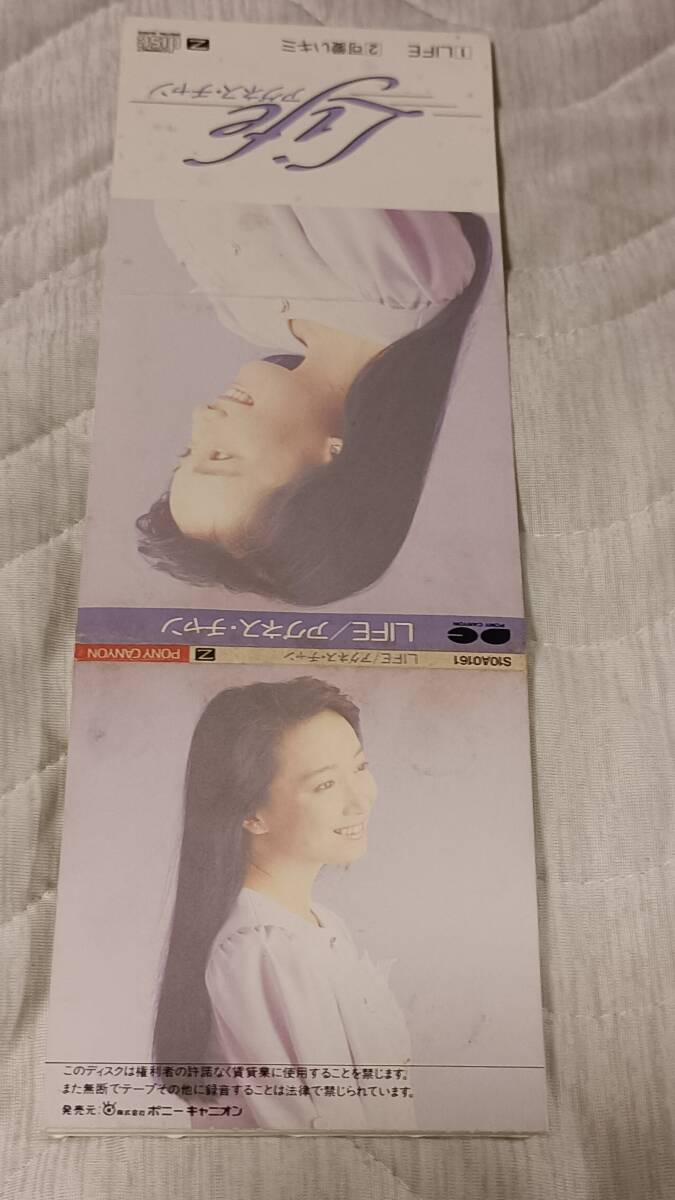 ①LIFE ②可愛いキミ
Life
アグネス・チャン
LIFE／アグネス・チャン
PONY CANYON
S10A0161 LIFE／アグネス・チャン PONY CANYON
このディスクは権利者の許諾なく賃貸業に使用することを禁じます。
また無断でテープその他に録音することは法律で禁じられています。
発売元：株式会社 ポニーキャニオン